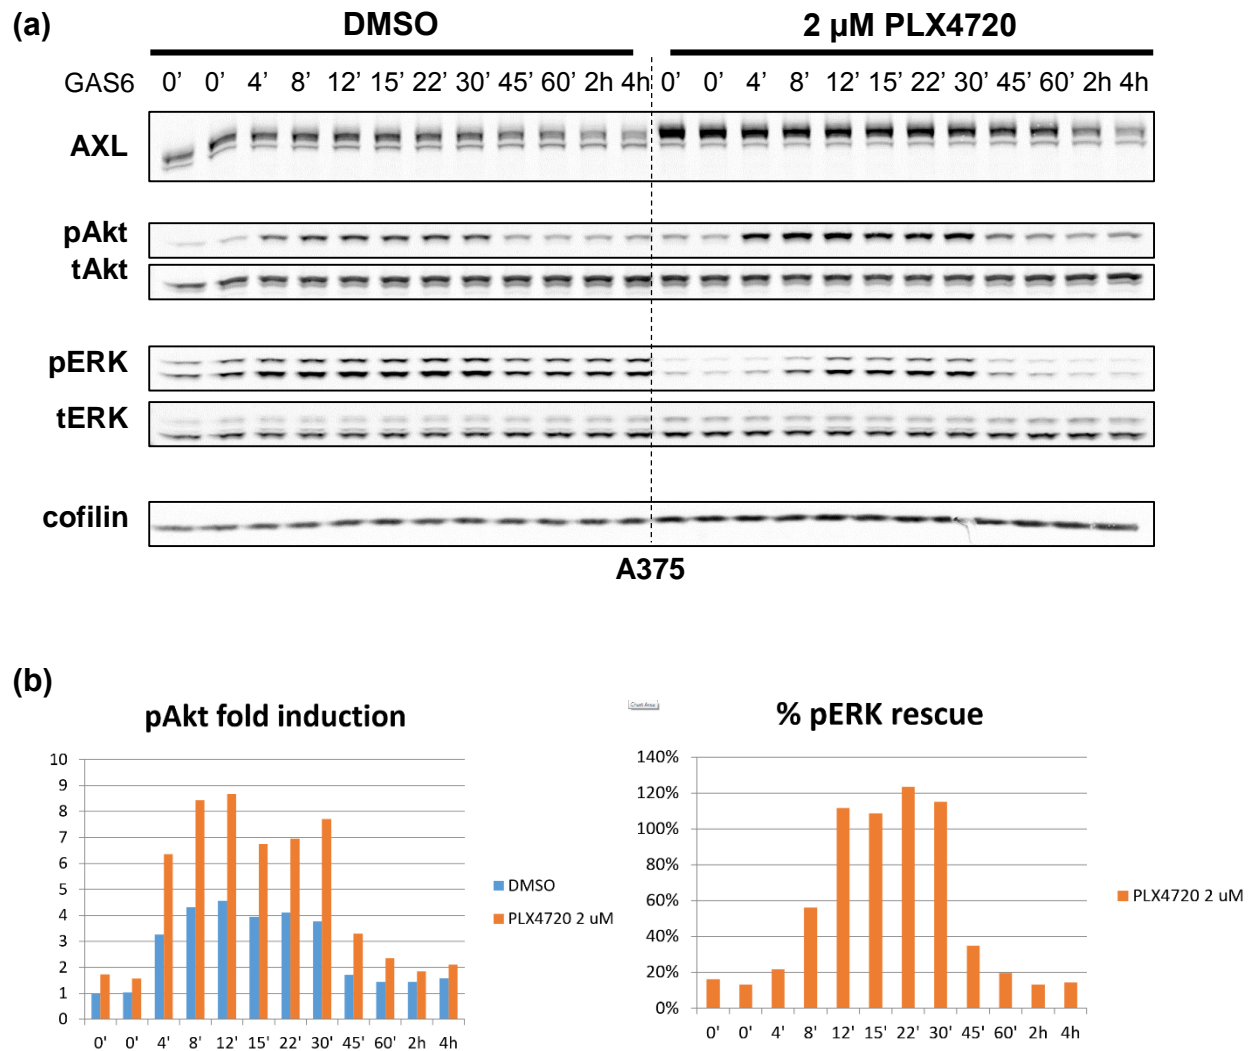 (a)
DMSO
2 µM PLX4720
GAS6 0’ 0’ 4’ 8’ 12’ 15’ 22’ 30’ 45’ 60’ 2h 4h 0’ 0’ 4’ 8’ 12’ 15’ 22’ 30’ 45’ 60’ 2h 4h
AXL
pAkt
tAkt
pERK
tERK
cofilin
A375
(b)
pAkt fold induction
10
9
8
7
6
5
4
3
2
1
0
0' 0' 4' 8' 12' 15' 22' 30' 45' 60' 2h 4h
DMSO
PLX4720 2 uM
Chart Area
% pERK rescue
140%
120%
100%
80%
60%
40%
20%
0%
0' 0' 4' 8' 12' 15' 22' 30' 45' 60' 2h 4h
PLX4720 2 uM